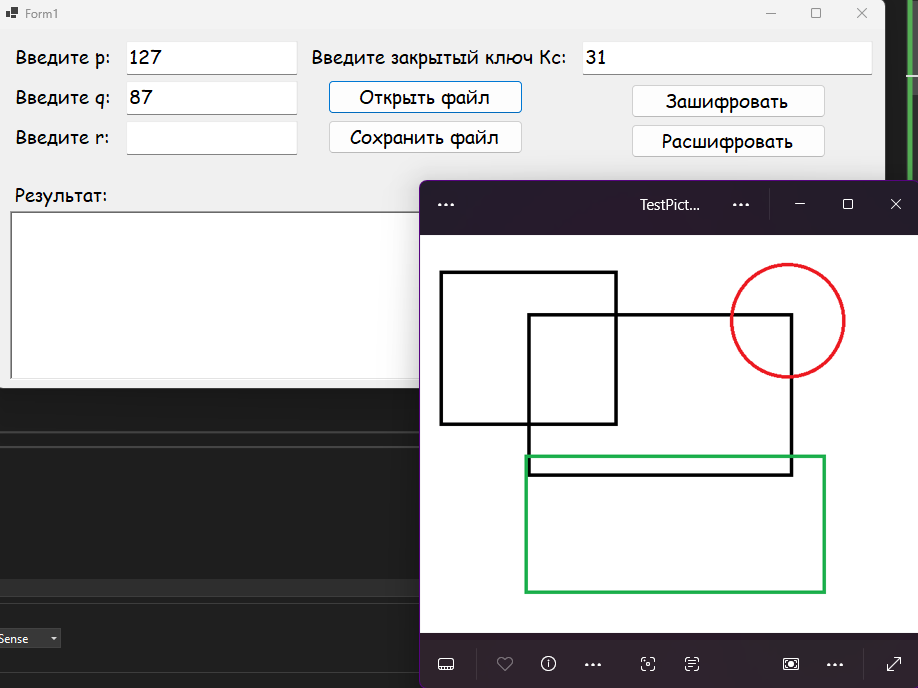 Form1
Введите p: 127 Введите закрытый ключ Кс: 31
Введите q: 87 Открыть файл Зашифровать
Введите r: Сохранить файл Расшифровать
Результат:
TestPict...
Sense